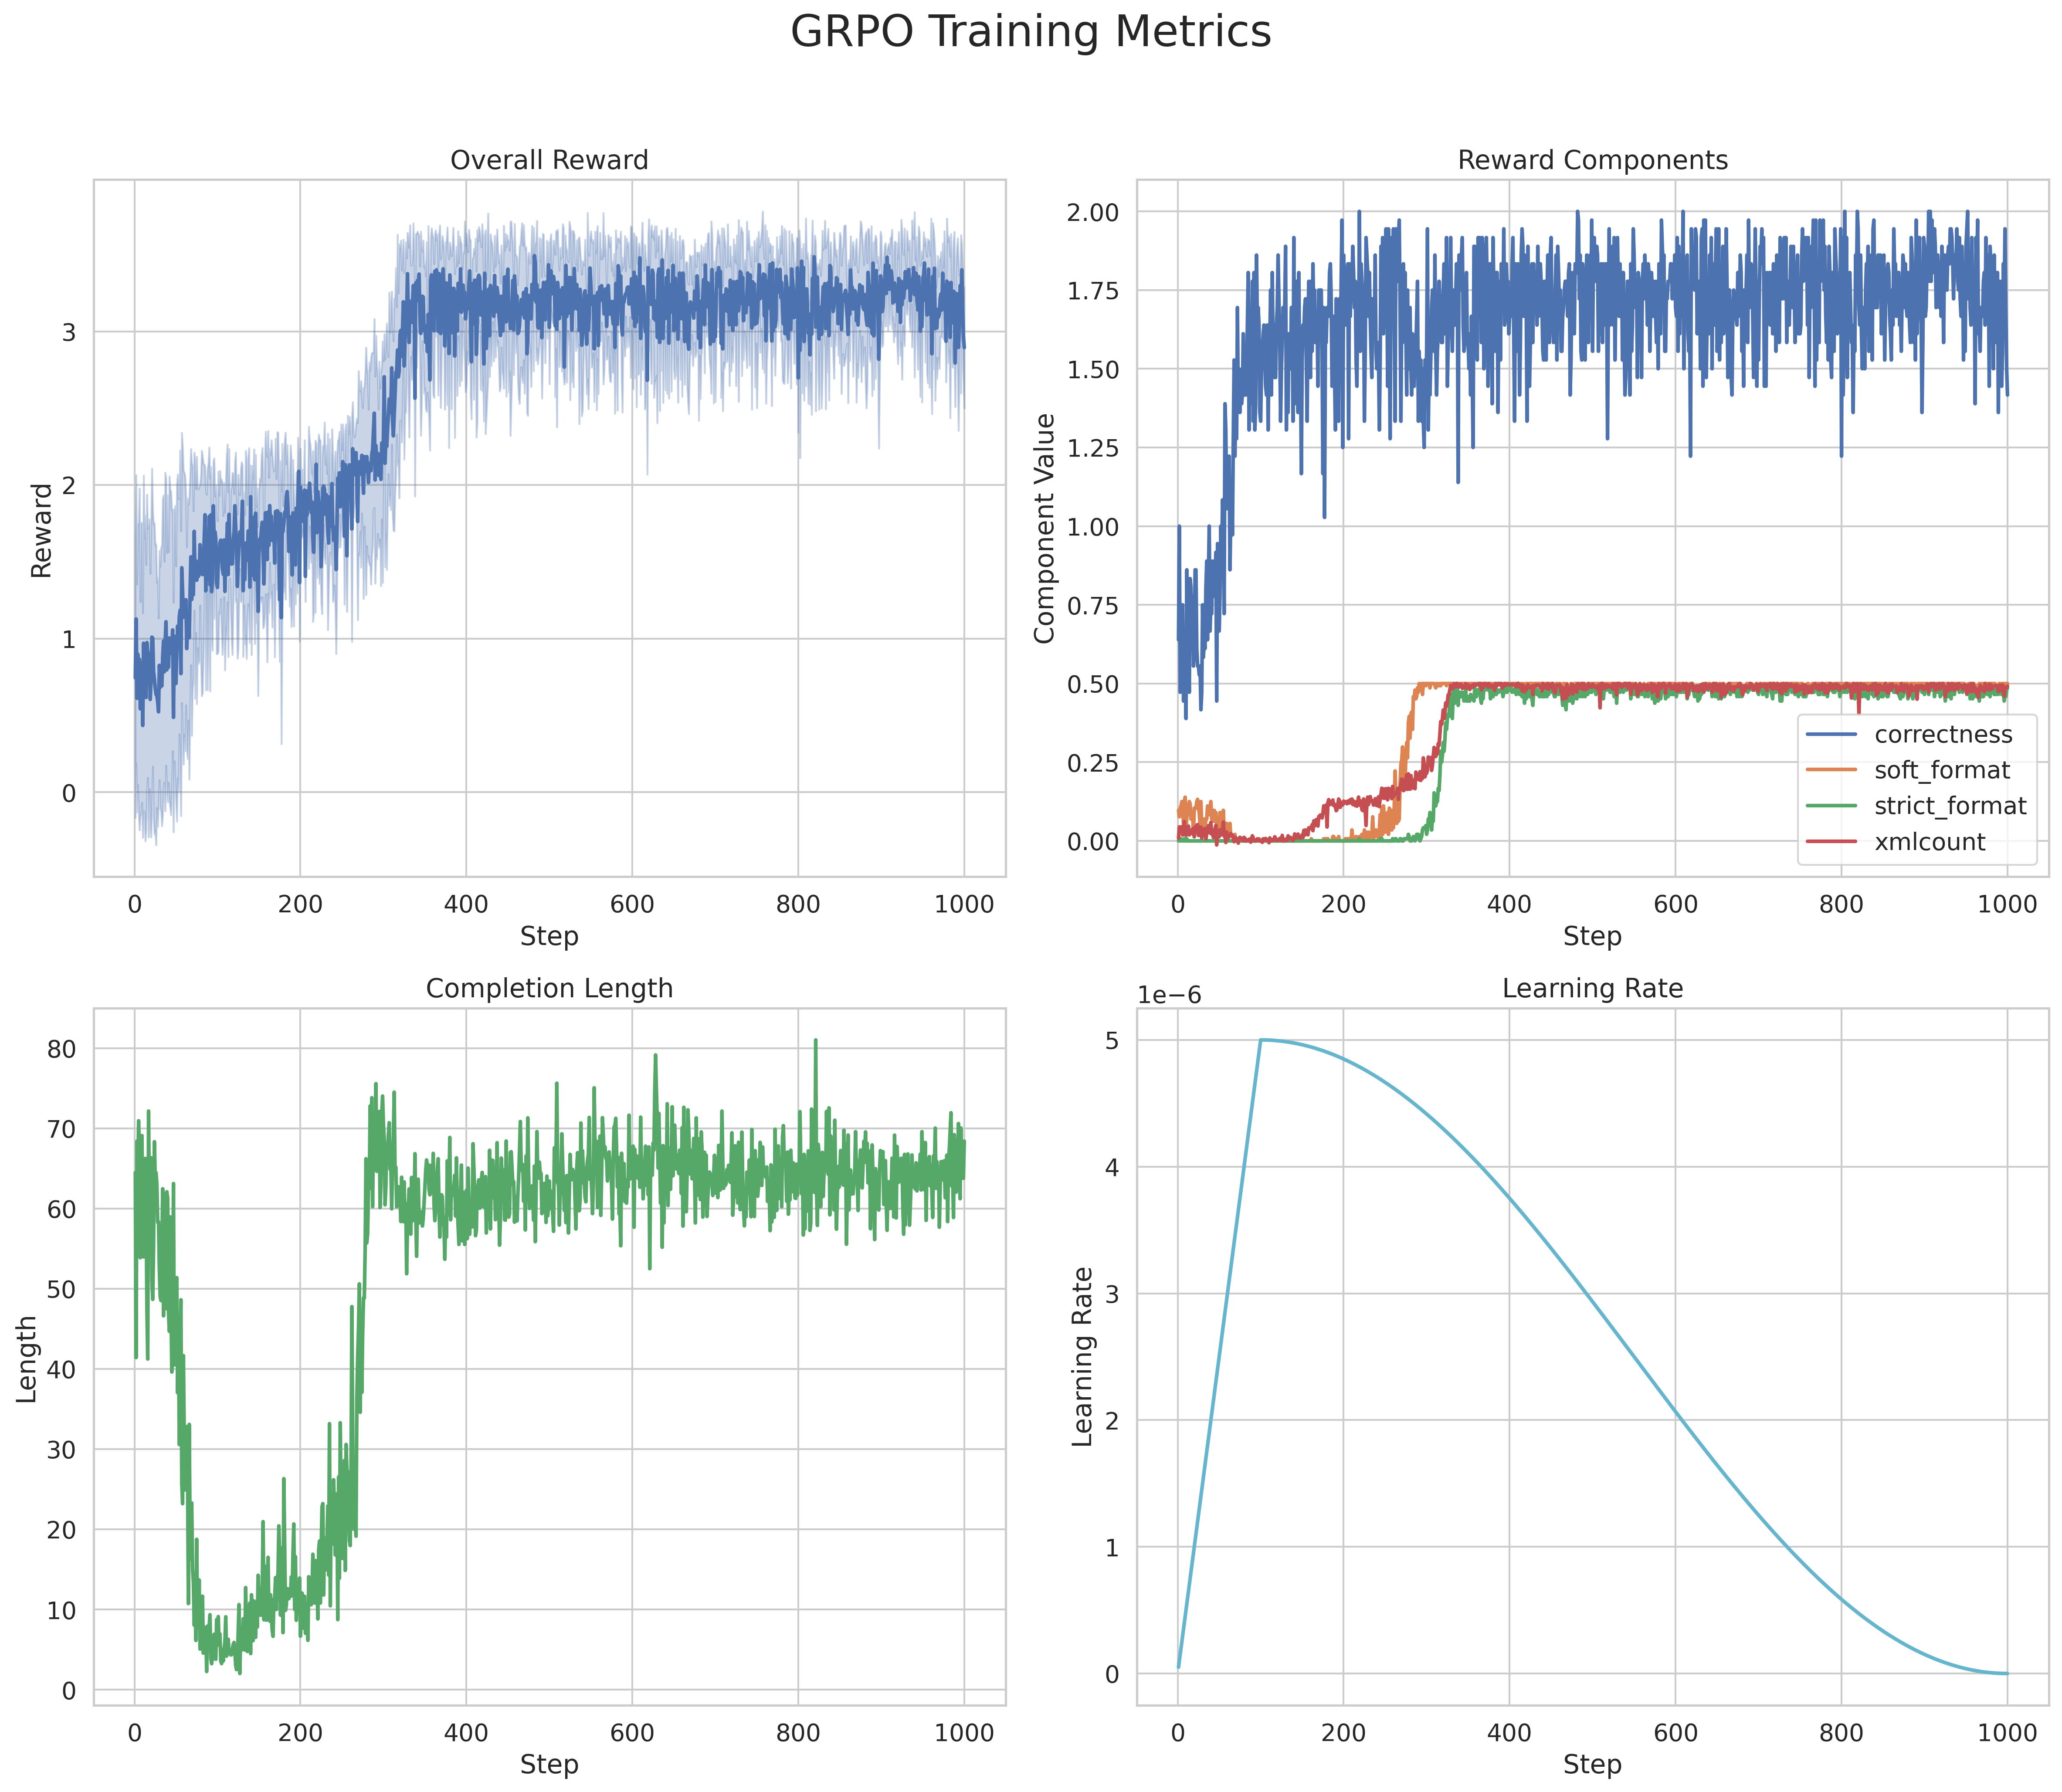 GRPO Training Metrics
Overall Reward
Reward
3
2
1
0
0 200 400 600 800 1000
Step
Reward Components
Component Value
2.00
1.75
1.50
1.25
1.00
0.75
0.50
0.25
0.00
correctness
soft_format
strict_format
xmlcount
0 200 400 600 800 1000
Step
Completion Length
Length
80
70
60
50
40
30
20
10
0
0 200 400 600 800 1000
Step
Learning Rate
1e−6
Learning Rate
5
4
3
2
1
0
0 200 400 600 800 1000
Step